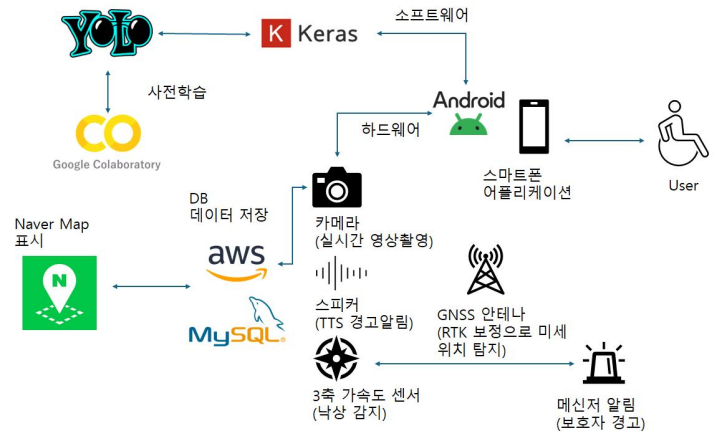 YOLO
Keras
소프트웨어
사전학습
Android
하드웨어
CO
Google Colaboratory
스마트폰
어플리케이션
User
DB
데이터 저장
카메라
(실시간 영상촬영)
Naver Map
표시
aws
N
스피커
(TTS 경고알림)
GNSS 안테나
(RTK 보정으로 미세
위치 탐지)
MySQL®
3축 가속도 센서
(낙상 감지)
메신저 알림
(보호자 경고)